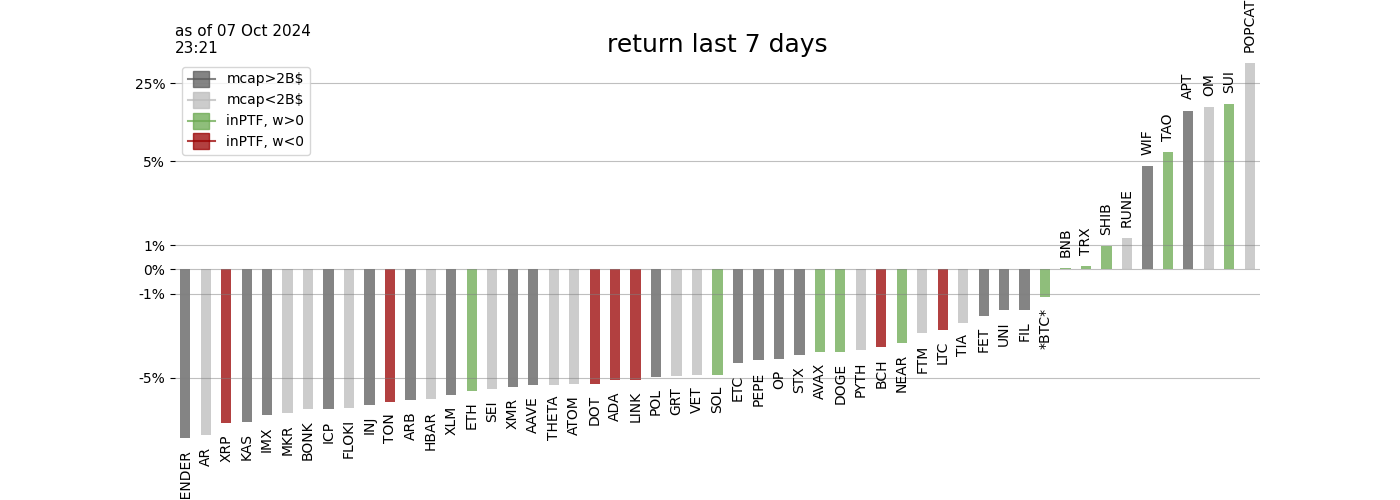 as of 07 Oct 2024
23:21
return last 7 days
mcap>2B$
mcap<2B$
inPTF, w>0
inPTF, w<0
25%
5%
1%
0%
-1%
-5%
ENDER
AR
XRP
KAS
IMX
MKR
BONK
ICP
FLOKI
INJ
TON
ARB
HBAR
XLM
ETH
SEI
XMR
AAVE
THETA
ATOM
DOT
ADA
LINK
POL
GRT
VET
SOL
ETC
PEPE
OP
STX
AVAX
DOGE
PYTH
BCH
NEAR
FTM
LTC
TIA
FET
UNI
FIL
*BTC*
BNB
TRX
SHIB
RUNE
WIF
TAO
APT
OM
SUI
POPCAT